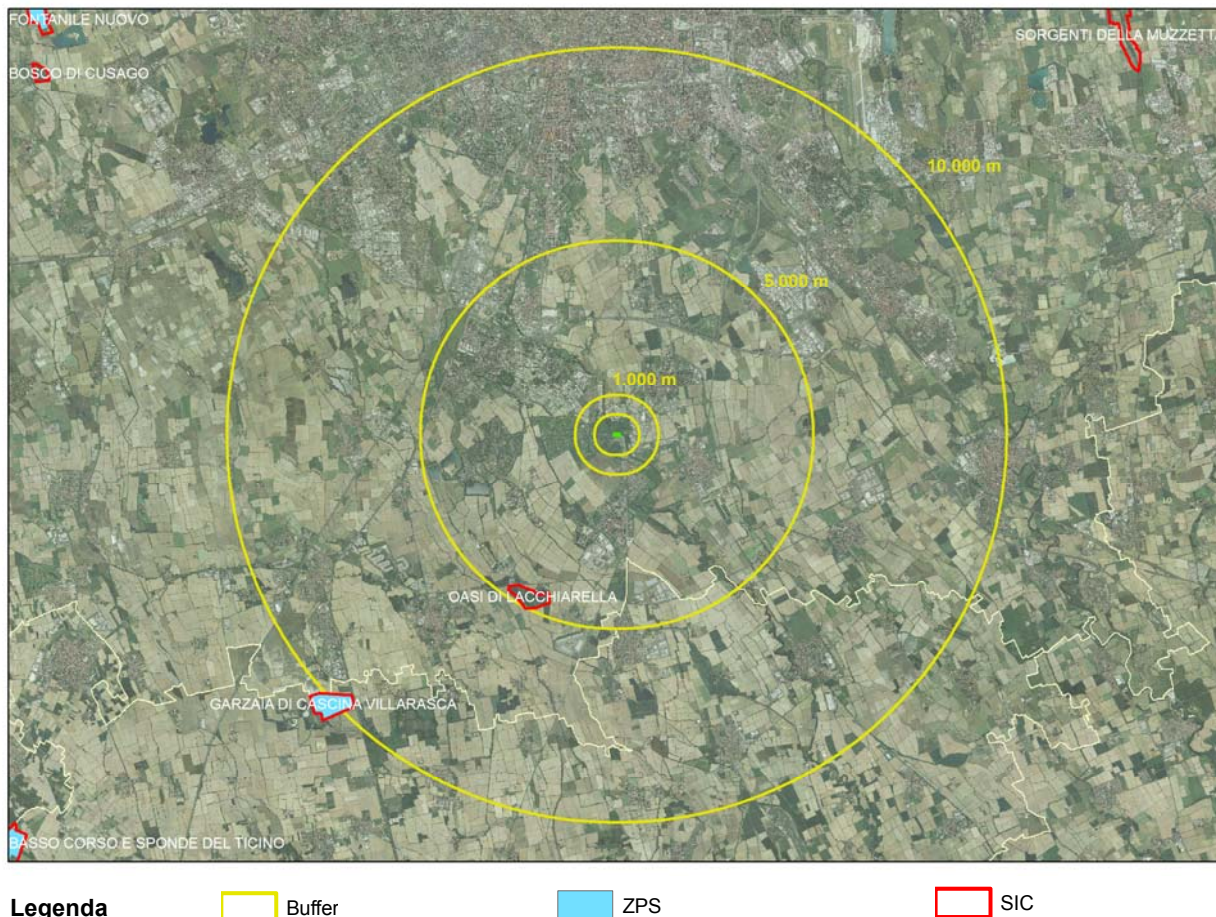 FONTANILE NUOVO
SORGENTI DELLA MUZZETTA
BOSCO DI CUSAGO
10.000 m
5.000 m
1.000 m
LO
OASI DI LACCHIARELLA
GARZAIA DI CASCINA VILLARASCA
BASSO CORSO E SPONDE DEL TICINO
Legenda
Buffer
ZPS
SIC